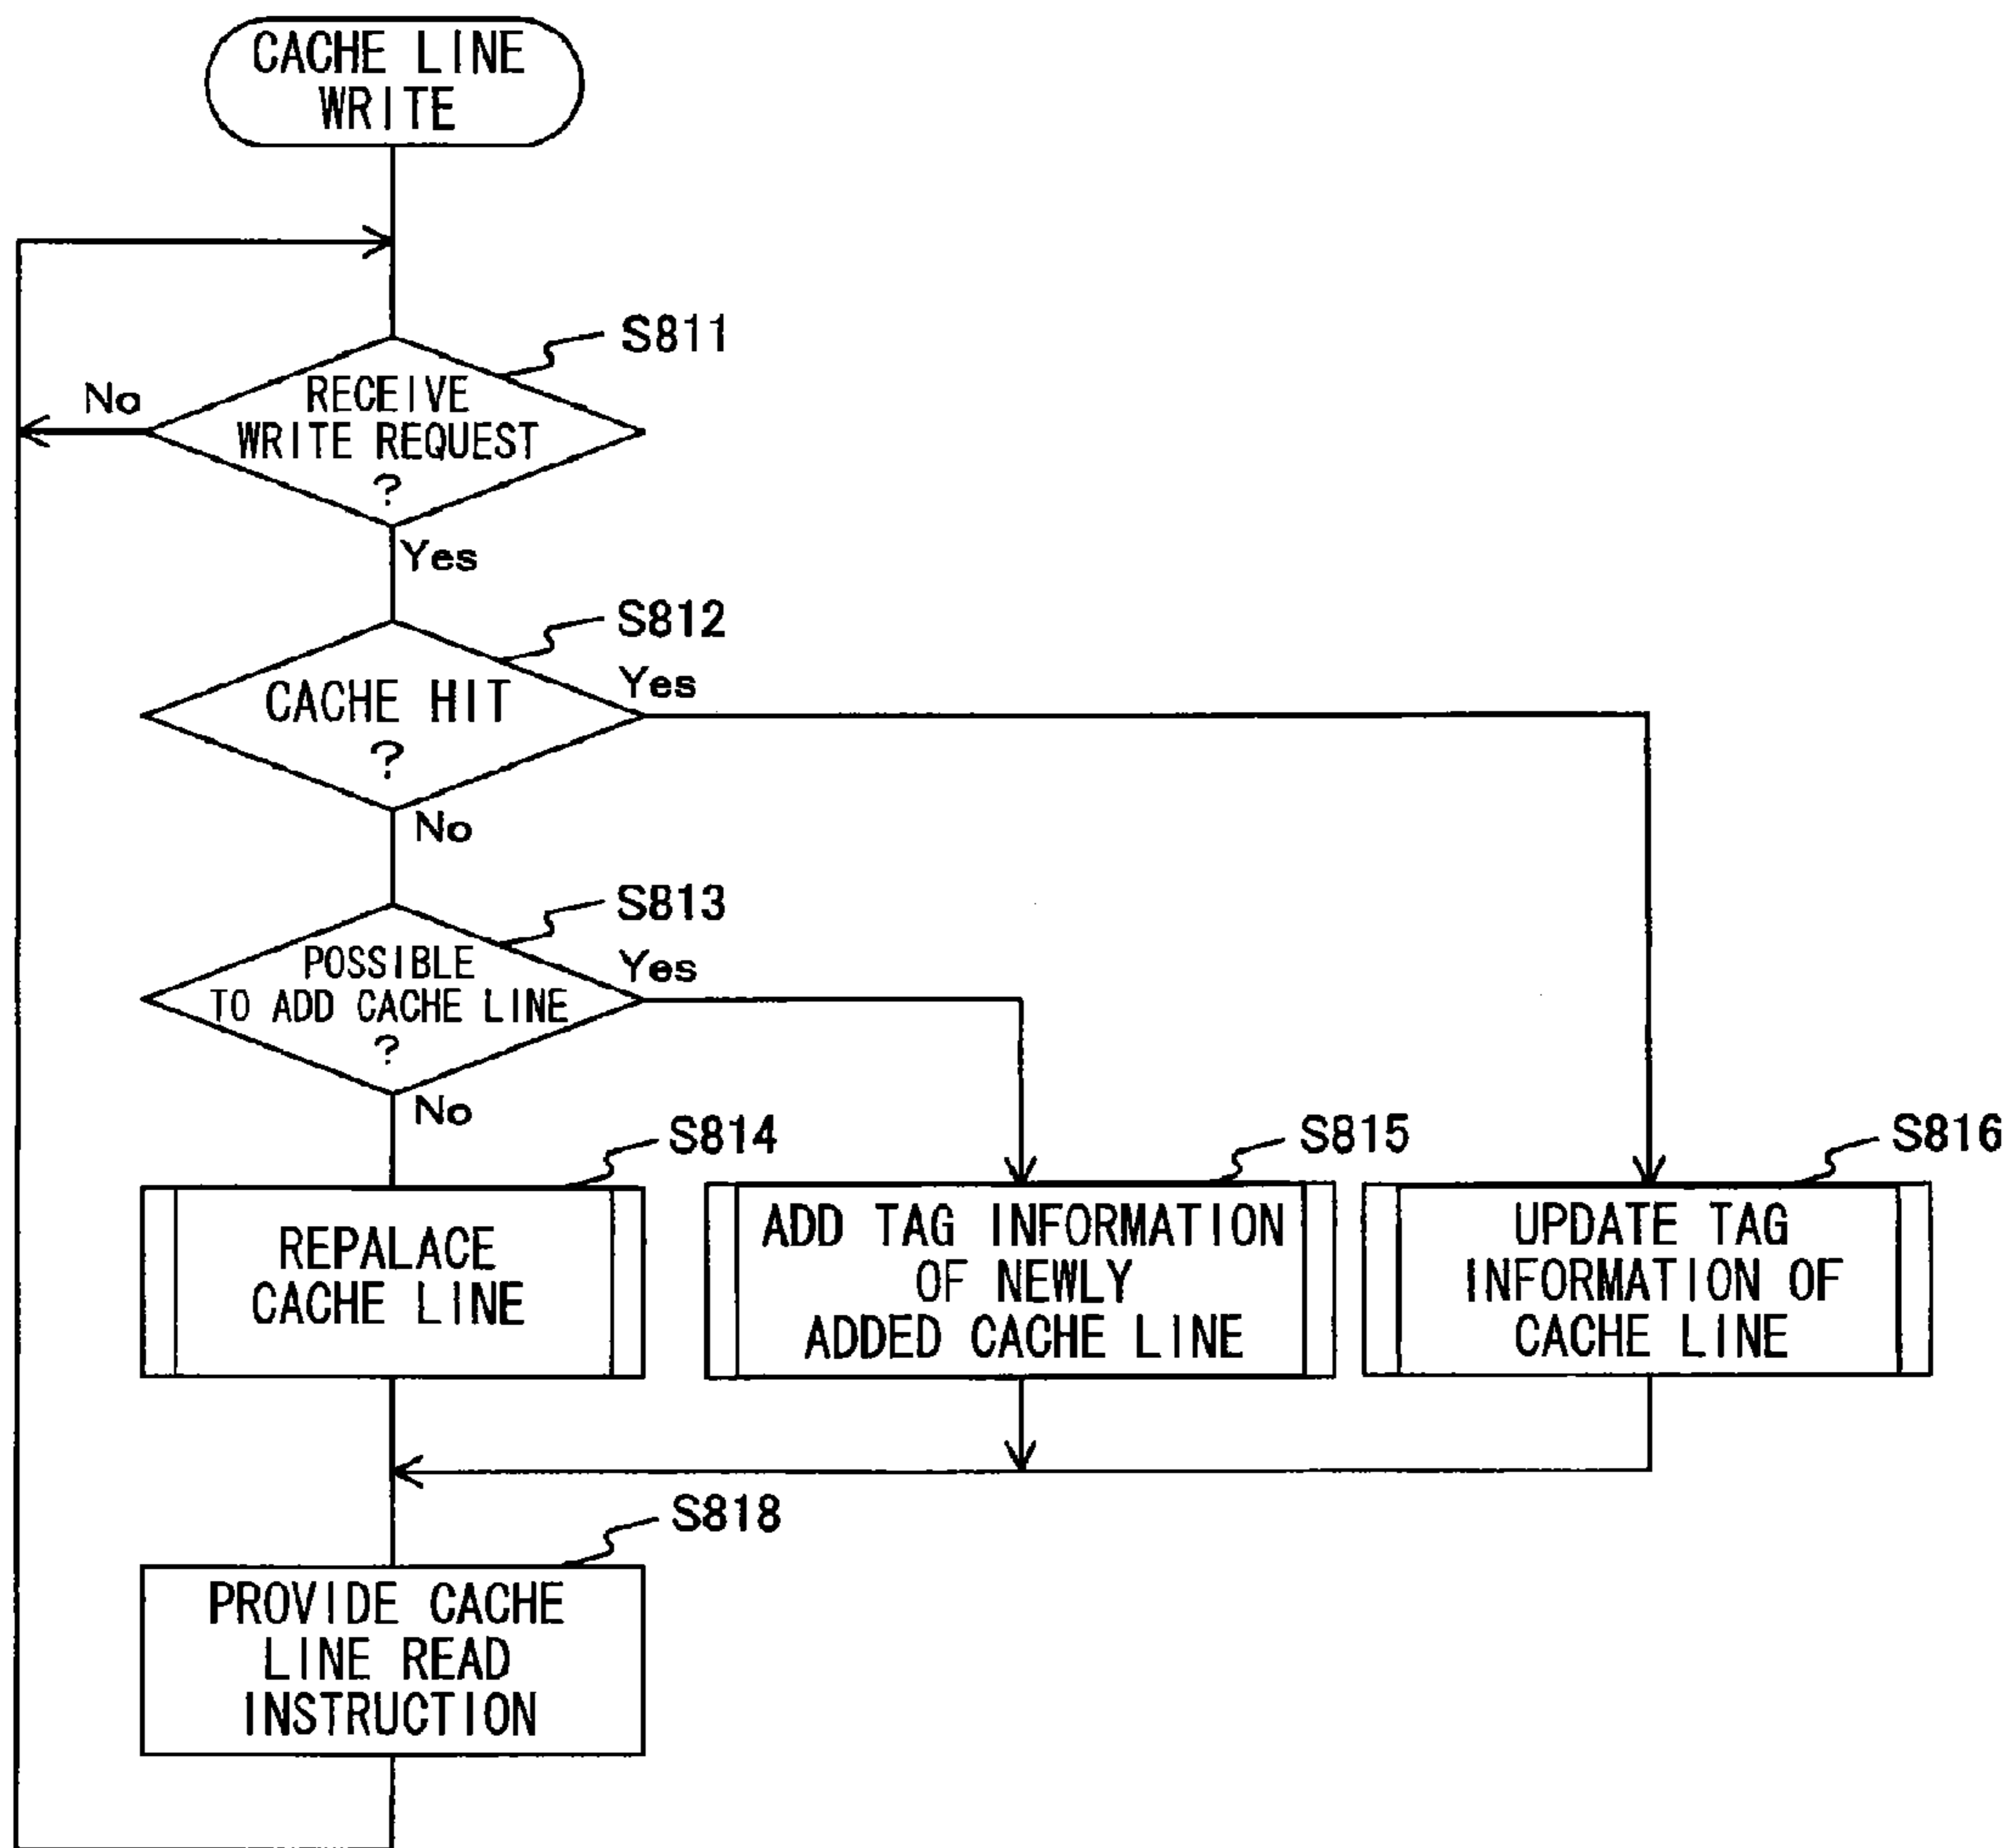 CACHE LINE
WRITE
S811
RECEIVE
WRITE REQUEST
?
No
Yes
S812
CACHE HIT
?
Yes
No
S813
POSSIBLE
TO ADD CACHE LINE
?
Yes
No
S814
REPALACE
CACHE LINE
S815
ADD TAG INFORMATION
OF NEWLY
ADDED CACHE LINE
S816
UPDATE TAG
INFORMATION OF
CACHE LINE
S818
PROVIDE CACHE
LINE READ
INSTRUCTION